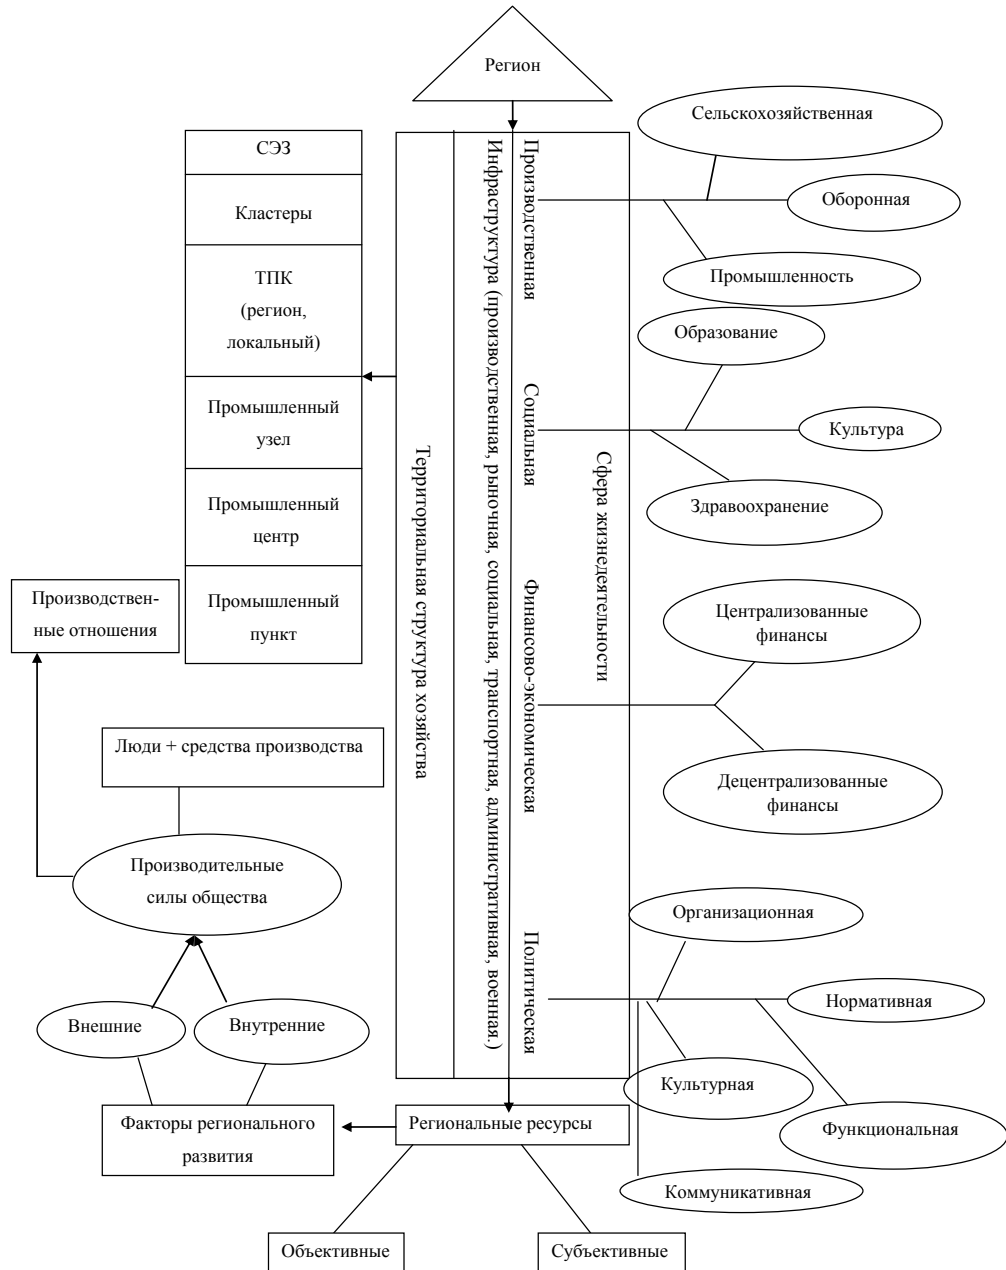 Регион
СЭЗ
Кластеры
ТПК
(регион,
локальный)
Промышленный
узел
Промышленный
центр
Промышленный
пункт
Территориальная структура хозяйства
Инфраструктура (производственная, рыночная, социальная, транспортная, административная, военная.)
Производственная
Социальная
Финансово-экономическая
Политическая
Сфера жизнедеятельности
Сельскохозяйственная
Оборонная
Промышленность
Образование
Культура
Здравоохранение
Централизованные
финансы
Децентрализованные
финансы
Организационная
Нормативная
Культурная
Функциональная
Коммуникативная
Производствен-
ные отношения
Люди + средства производства
Производительные
силы общества
Внешние
Внутренние
Факторы регионального
развития
Региональные ресурсы
Объективные
Субъективные